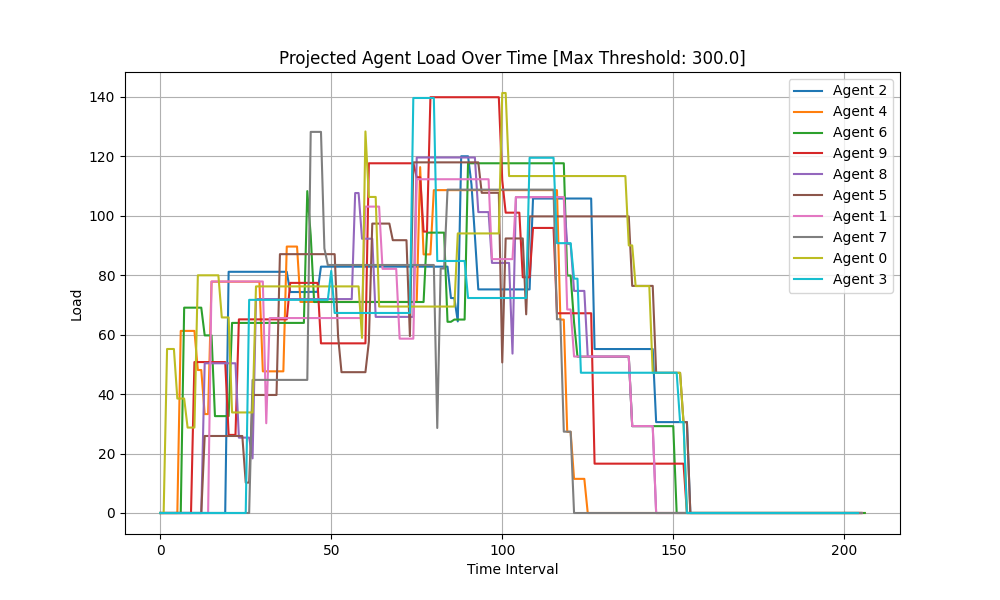 Projected Agent Load Over Time [Max Threshold: 300.0]
140
120
100
80
60
40
20
0
Load
0 50 100 150 200
Time Interval
Agent 2
Agent 4
Agent 6
Agent 9
Agent 8
Agent 5
Agent 1
Agent 7
Agent 0
Agent 3